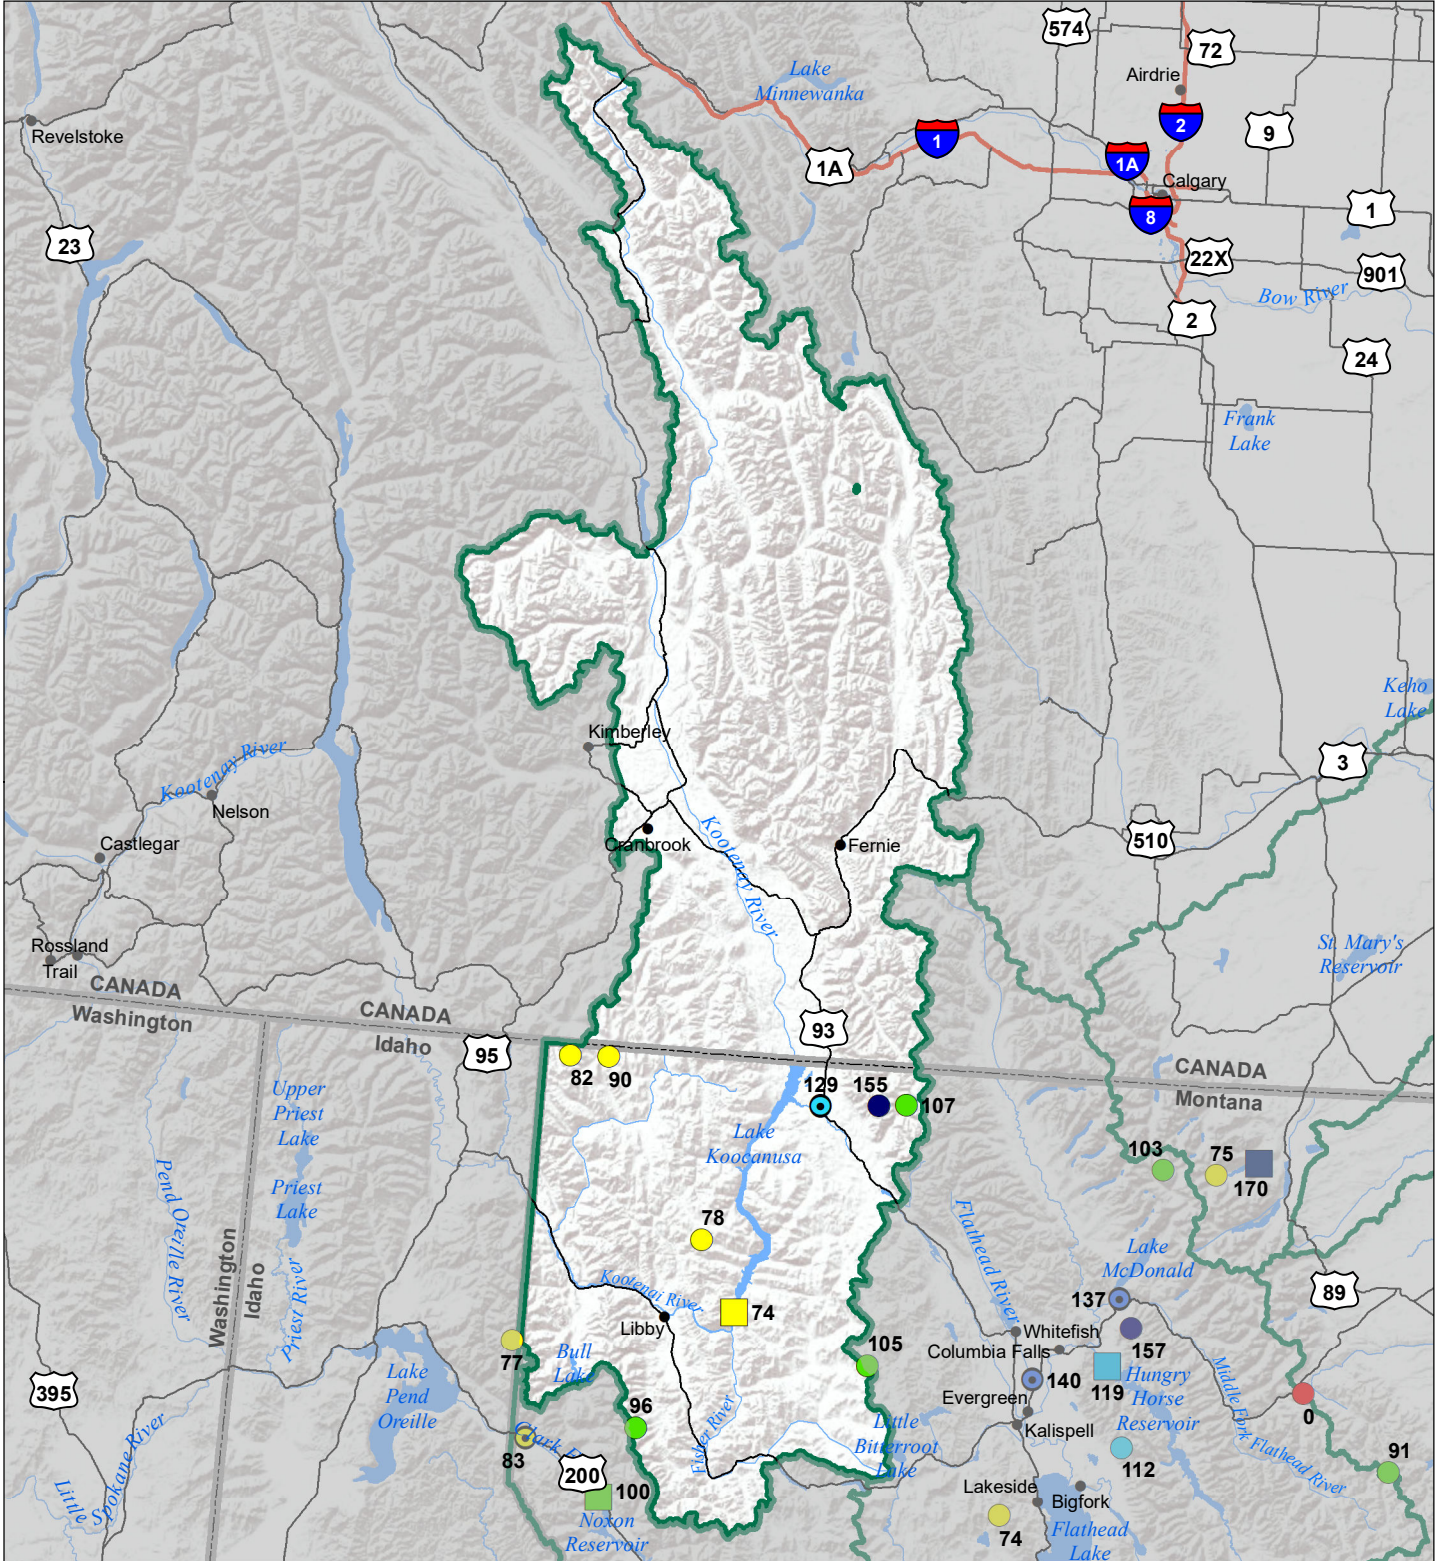 574
72
Airdrie
Lake
Minnewanka
Revelstoke
2
9
1
1A
1A
Calgary
8
1
23
22X
901
Bow River
2
24
Frank
Lake
Keho
Lake
Kimberley
3
Kootenay River
Nelson
Castlegar
Cranbrook
Kootenay River
Fernie
510
Rossland
Trail
St. Mary's
Reservoir
CANADA
Washington
CANADA
Idaho
95
93
CANADA
Montana
82
90
129
155
107
Upper
Priest
Lake
Lake
Koocanusa
103
75
170
Pend Oreille River
Priest
Lake
78
Flathead River
Lake
McDonald
Washington
Idaho
Priest River
Kootenai River
74
137
89
Libby
Whitefish
157
77
Bull
Lake
105
Columbia Falls
119
Hungry
Horse
Reservoir
Middle Fork Flathead River
395
Lake
Pend
Oreille
140
0
Evergreen
96
Fisher River
Little
Bitterroot
Lake
Kalispell
Little
Spokane River
Clark F
83
112
91
200
100
Noxon
Reservoir
Lakeside
Bigfork
74
Flathead
Lake